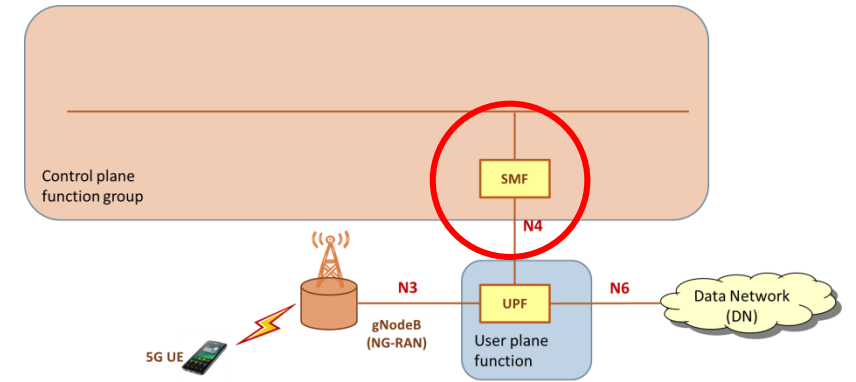 SMF
Control plane
function group
N4
N3
N6
UPF
Data Network
(DN)
gNodeB
(NG-RAN)
User plane
function
5G UE